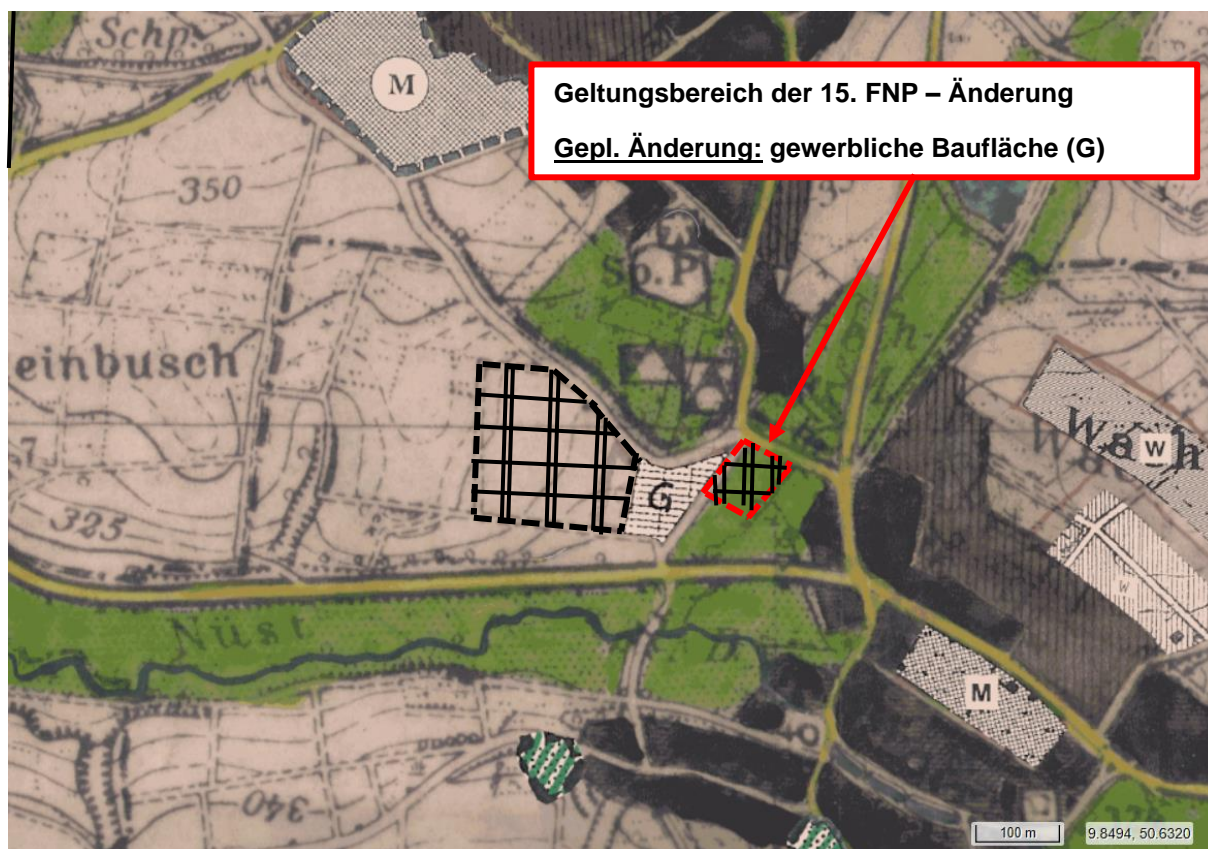 Schp.
M
Geltungsbereich der 15. FNP – Änderung
Gepl. Änderung: gewerbliche Baufläche (G)
350
Sp.P
einbusch
W
G
325
W
Nüst
M
340
100 m
9.8494, 50.6320